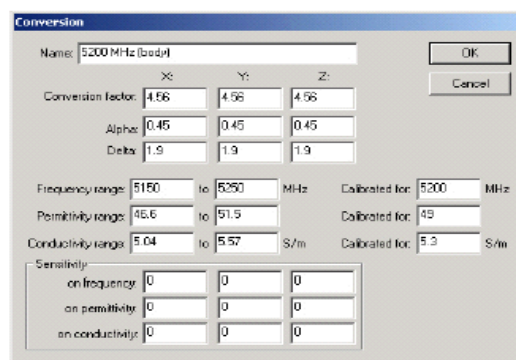 Conversion
Name: 5200 MHz (body) OK
X: Y: Z: Cancel
Conversion factor: 4.56 4.56 4.56
Alpha: 0.45 0.45 0.45
Delta: 1.9 1.9 1.9
Frequency range: 5150 to 5250 MHz Calibrated for: 5200 MHz
Permittivity range: 46.6 to 51.5 Calibrated for: 49
Conductivity range: 5.04 to 5.57 S/m Calibrated for: 5.3 S/m
Sensitivity
on frequency: 0 0 0
on permittivity: 0 0 0
on conductivity: 0 0 0